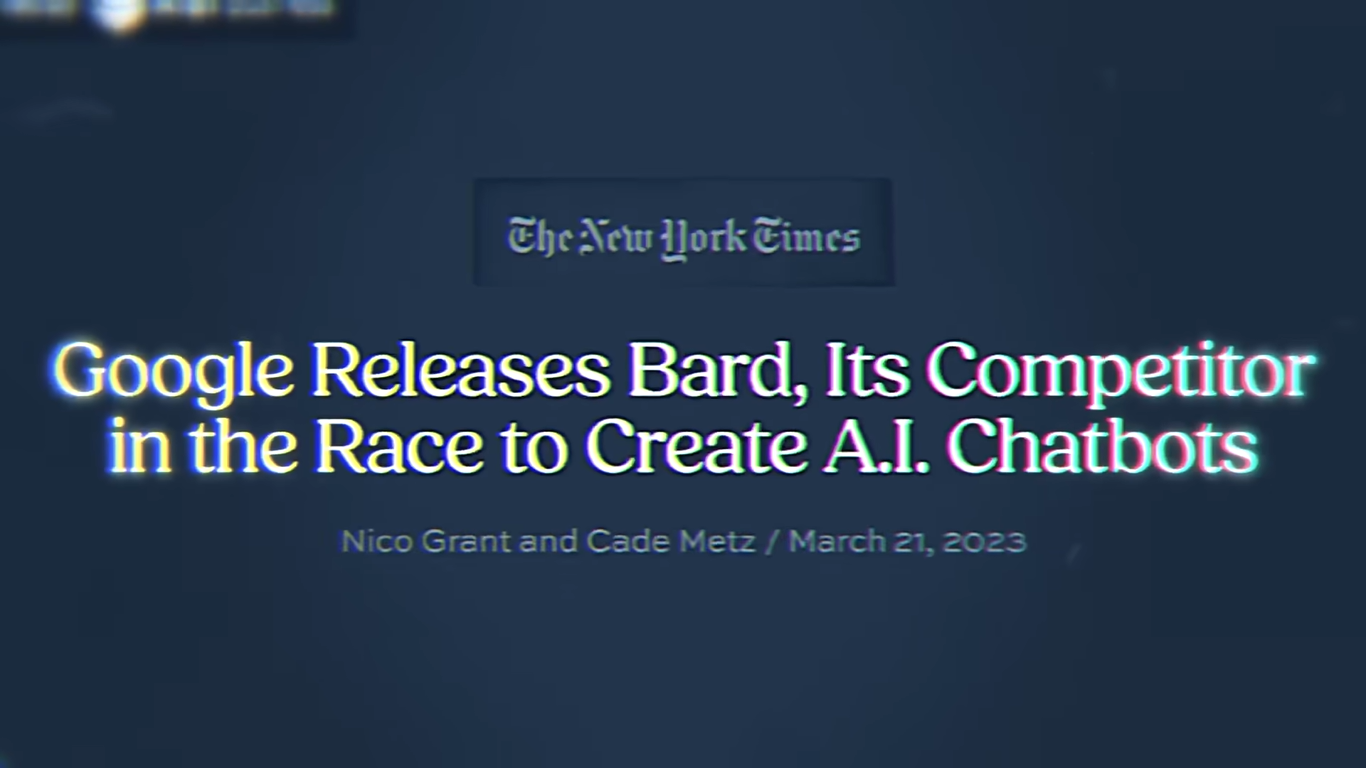 The New York Times
Google Releases Bard, Its Competitor
in the Race to Create A.I. Chatbots
Nico Grant and Cade Metz / March 21, 2023